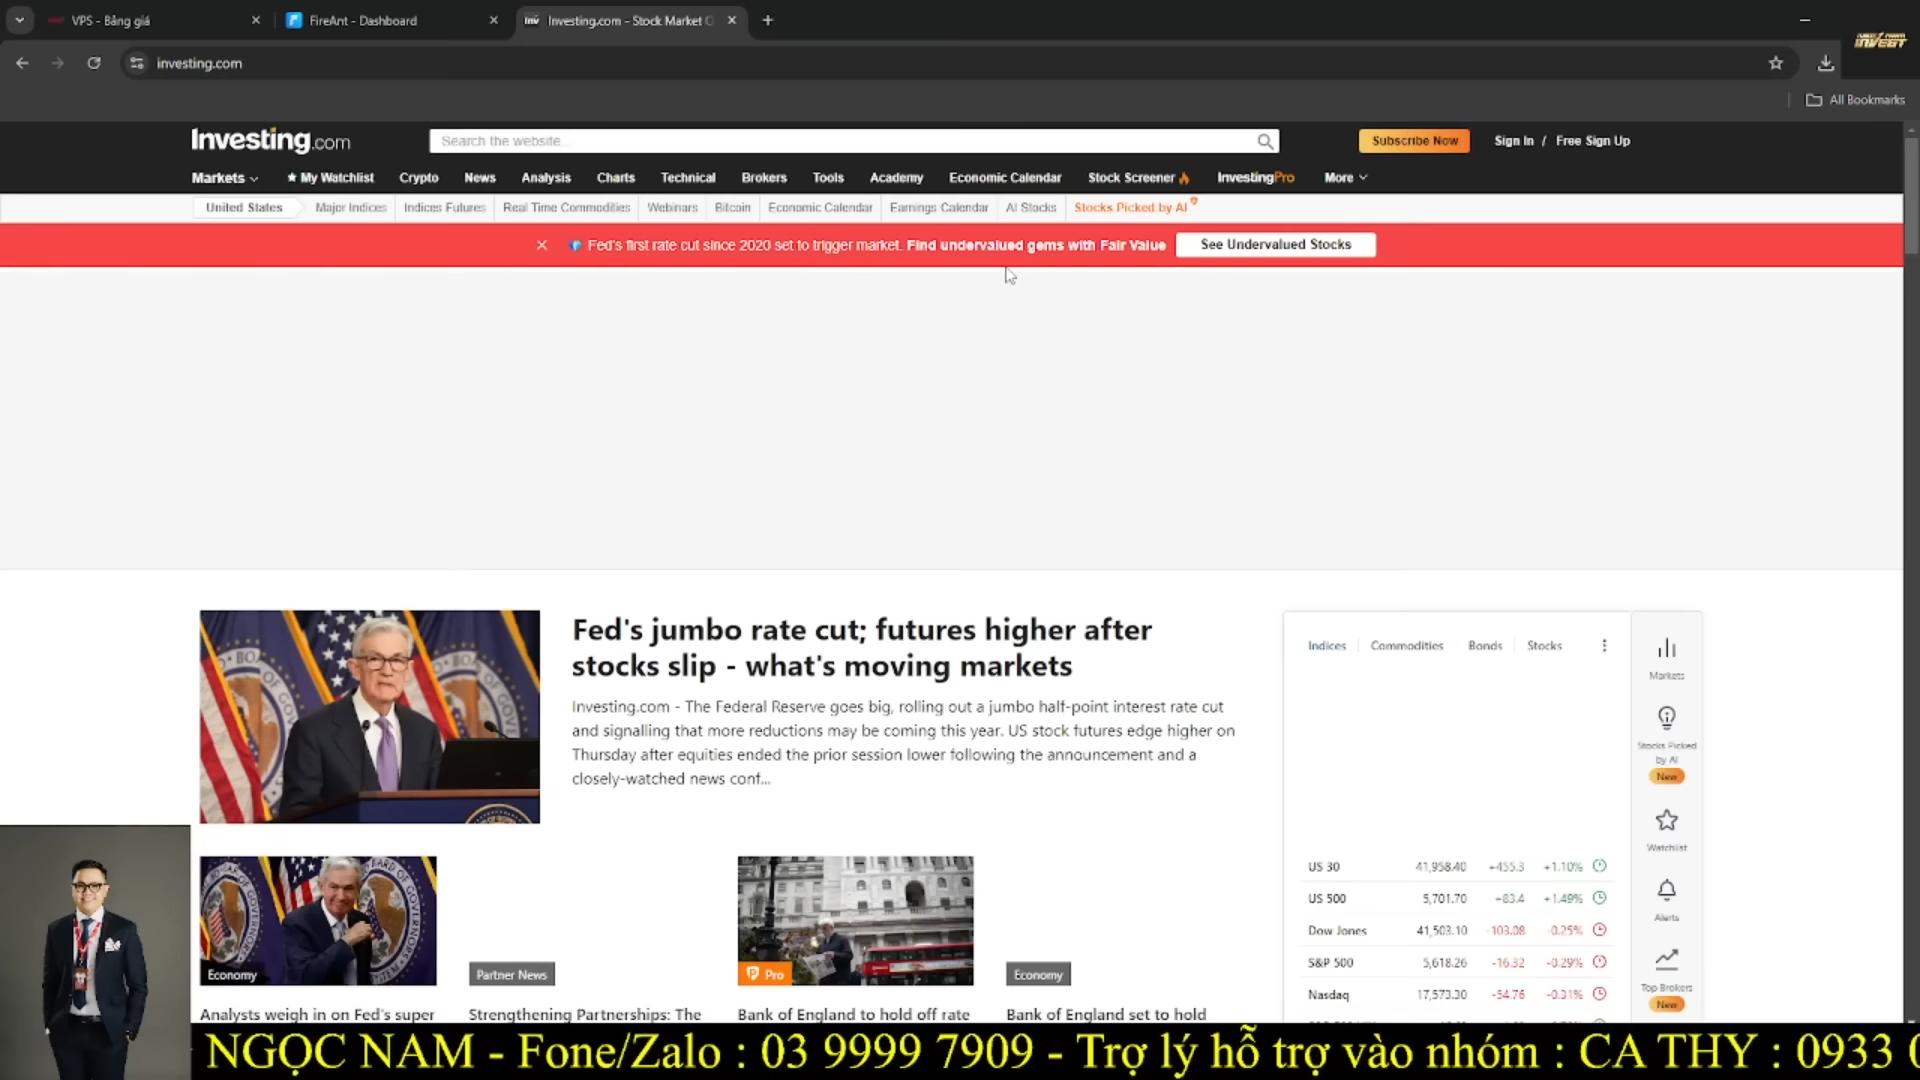 VPS - Bảng giá
FireAnt - Dashboard
Inv Investing.com - Stock Market
INVEST
investing.com
All Bookmarks
Investing.com
Search the website...
Subscribe Now
Sign In / Free Sign Up
Markets
My Watchlist
Crypto
News
Analysis
Charts
Technical
Brokers
Tools
Academy
Economic Calendar
Stock Screener
InvestingPro
More
United States
Major Indices
Indices Futures
Real Time Commodities
Webinars
Bitcoin
Economic Calendar
Earnings Calendar
AI Stocks
Stocks Picked by AI
Fed's first rate cut since 2020 set to trigger market. Find undervalued gems with Fair Value
See Undervalued Stocks
Fed's jumbo rate cut; futures higher after
stocks slip - what's moving markets
Investing.com - The Federal Reserve goes big, rolling out a jumbo half-point interest rate cut
and signalling that more reductions may be coming this year. US stock futures edge higher on
Thursday after equities ended the prior session lower following the announcement and a
closely-watched news conf...
Indices
Commodities
Bonds
Stocks
US 30 41,958.40 +455.3 +1.10%
US 500 5,701.70 +83.4 +1.49%
Dow Jones 41,503.10 -103.08 -0.25%
S&P 500 5,618.26 -16.32 -0.29%
Nasdaq 17,573.30 -54.76 -0.31%
Markets
Stocks Picked
by AI
New
Watchlist
Alerts
Top Brokers
New
Economy
Partner News
Pro
Economy
Analysts weigh in on Fed's super
Strengthening Partnerships: The
Bank of England to hold off rate
Bank of England set to hold
NGỌC NAM - Fone/Zalo : 03 9999 7909 - Trợ lý hỗ trợ vào nhóm : CA THY : 0933